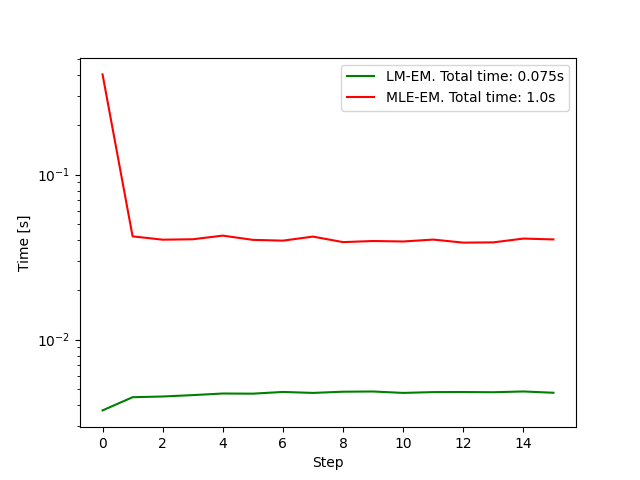 LM-EM. Total time: 0.075s
MLE-EM. Total time: 1.0s
10⁻¹
10⁻²
Time [s]
0 2 4 6 8 10 12 14
Step